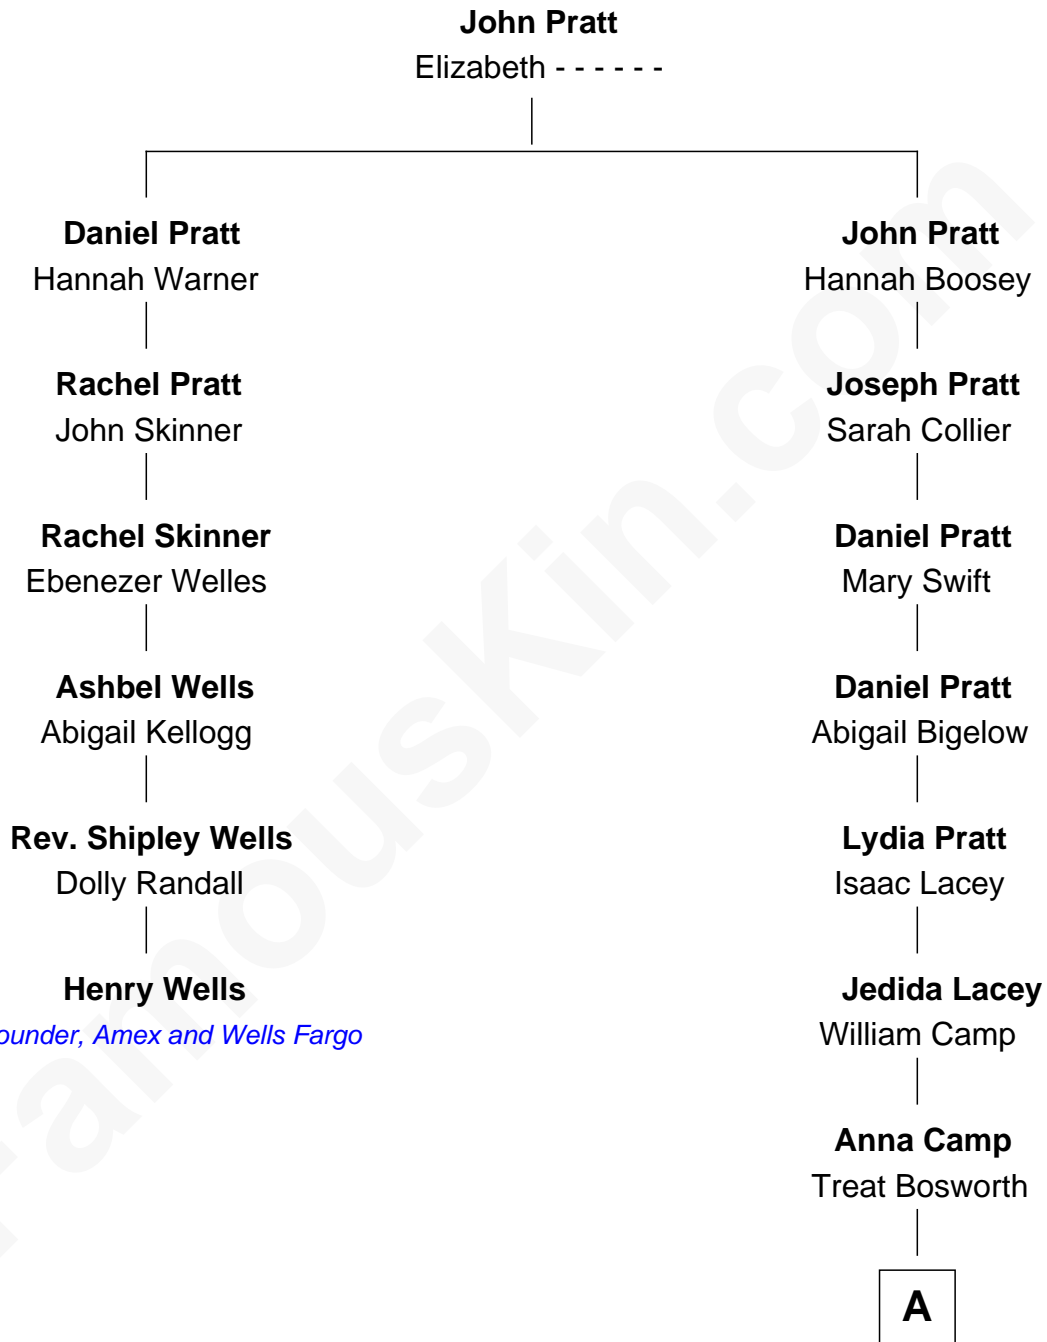 John Pratt
Elizabeth - - - - - -
Daniel Pratt
Hannah Warner
John Pratt
Hannah Boosey
Rachel Pratt
John Skinner
Joseph Pratt
Sarah Collier
Rachel Skinner
Ebenezer Welles
Daniel Pratt
Mary Swift
Ashbel Wells
Abigail Kellogg
Daniel Pratt
Abigail Bigelow
Rev. Shipley Wells
Dolly Randall
Lydia Pratt
Isaac Lacey
Henry Wells
ounder, Amex and Wells Fargo
Jedida Lacey
William Camp
Anna Camp
Treat Bosworth
A
FamousKin.com